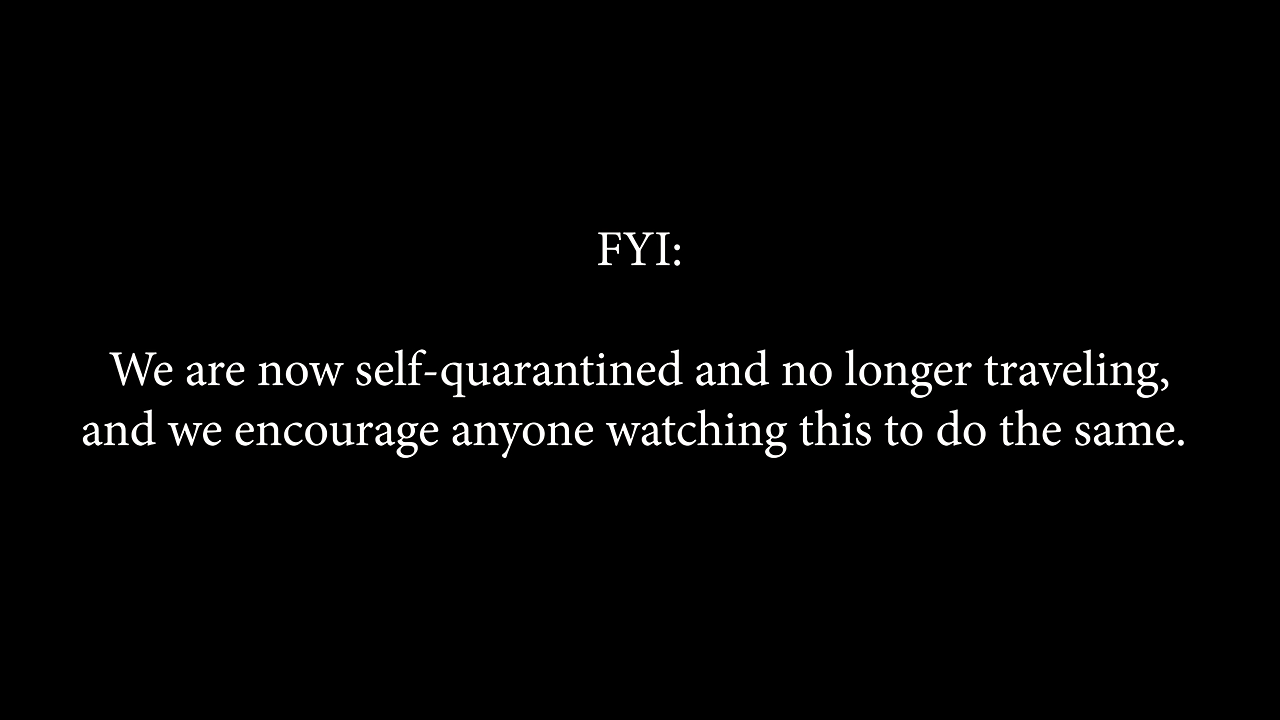 FYI:
We are now self-quarantined and no longer traveling,
and we encourage anyone watching this to do the same.